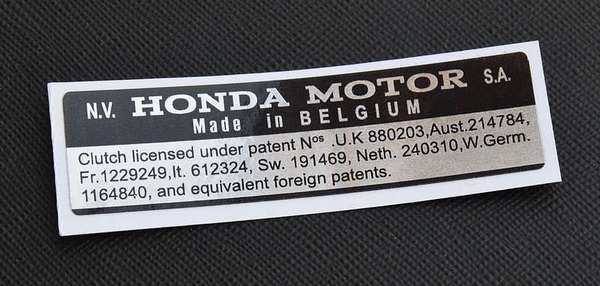 N.V. HONDA MOTOR S.A.
Made in BELGIUM
Clutch licensed under patent Nos .U.K 880203,Aust.214784,
Fr.1229249,It. 612324, Sw. 191469, Neth. 240310,W.Germ.
1164840, and equivalent foreign patents.